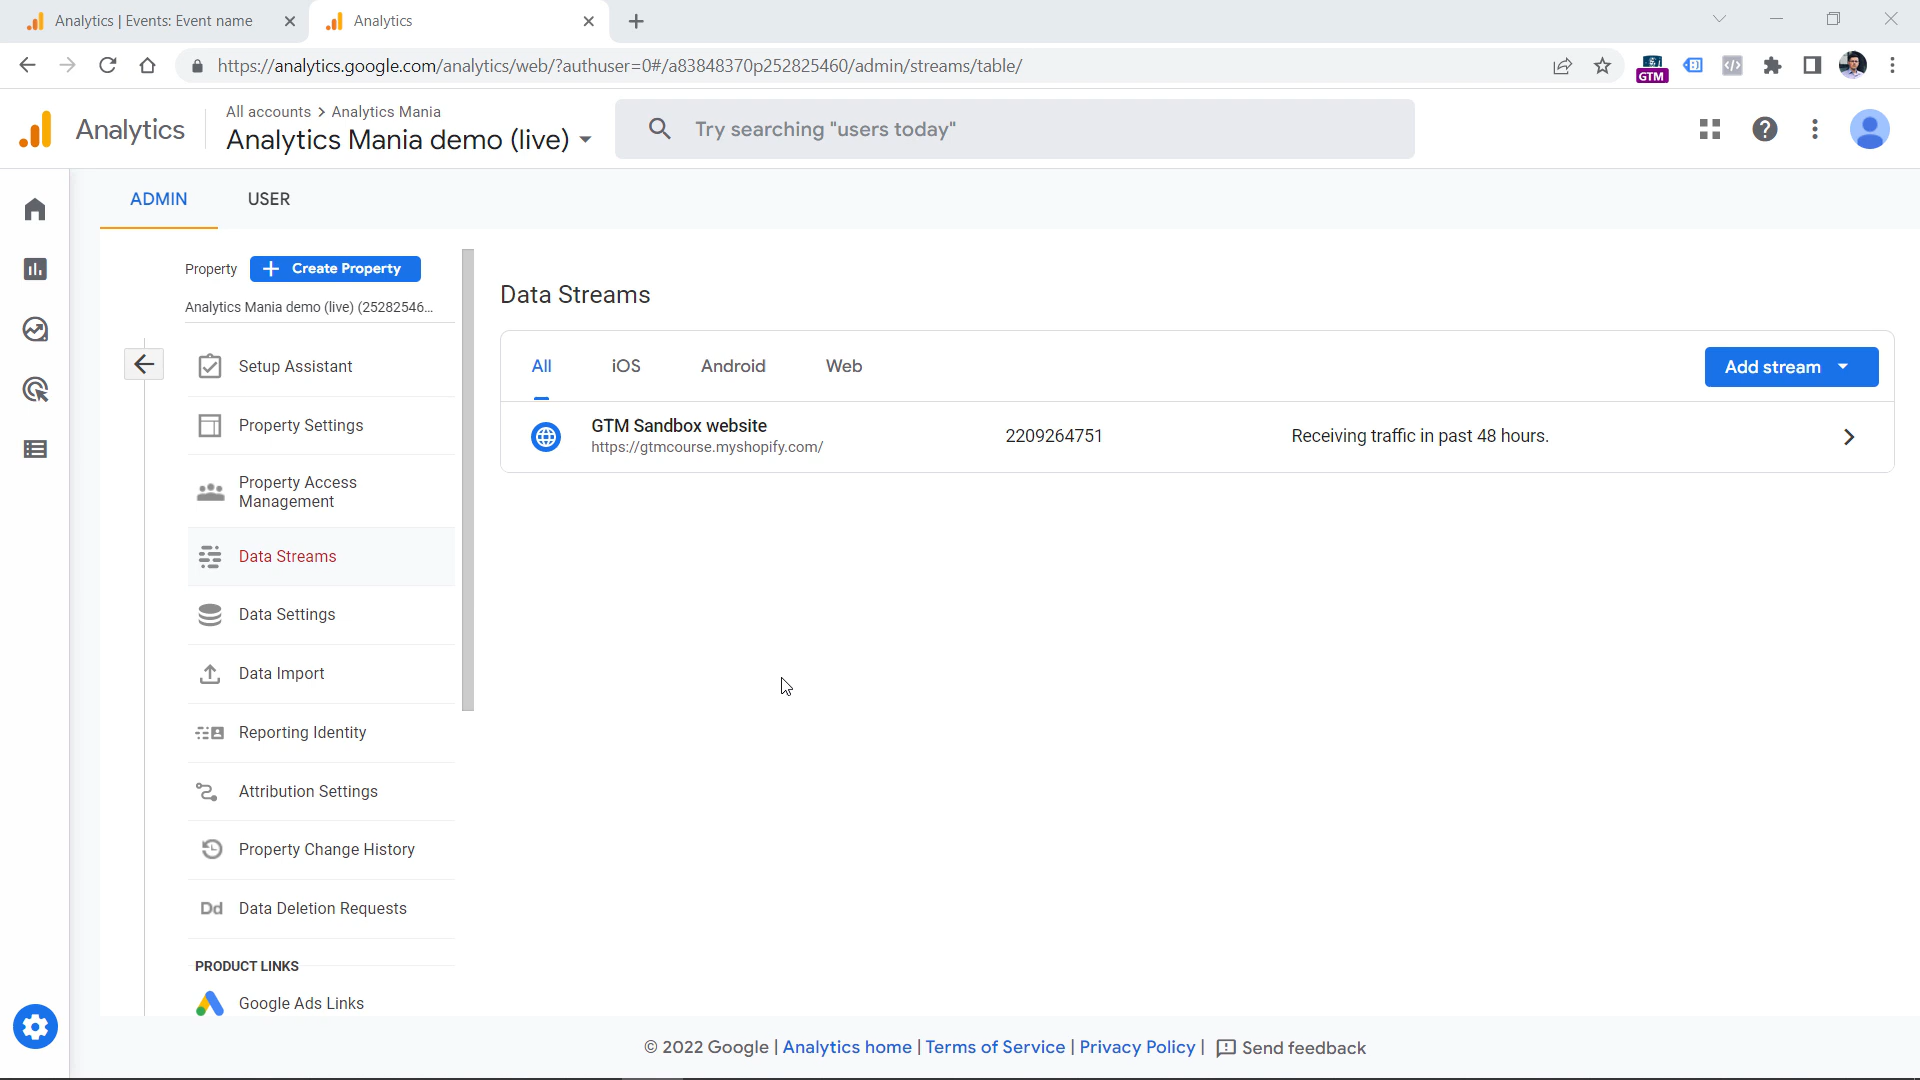 Analytics | Events: Event name
Analytics
https://analytics.google.com/analytics/web/?authuser=0#/a83848370p252825460/admin/streams/table/
GTM
Analytics
All accounts > Analytics Mania
Analytics Mania demo (live)
Try searching "users today"
ADMIN
USER
Property
Create Property
Analytics Mania demo (live) (25282546...
Setup Assistant
Property Settings
Property Access
Management
Data Streams
Data Settings
Data Import
Reporting Identity
Attribution Settings
Property Change History
Dd Data Deletion Requests
PRODUCT LINKS
Google Ads Links
Data Streams
All
iOS
Android
Web
Add stream
GTM Sandbox website
https://gtmcourse.myshopify.com/
2209264751
Receiving traffic in past 48 hours.
© 2022 Google | Analytics home | Terms of Service | Privacy Policy | Send feedback